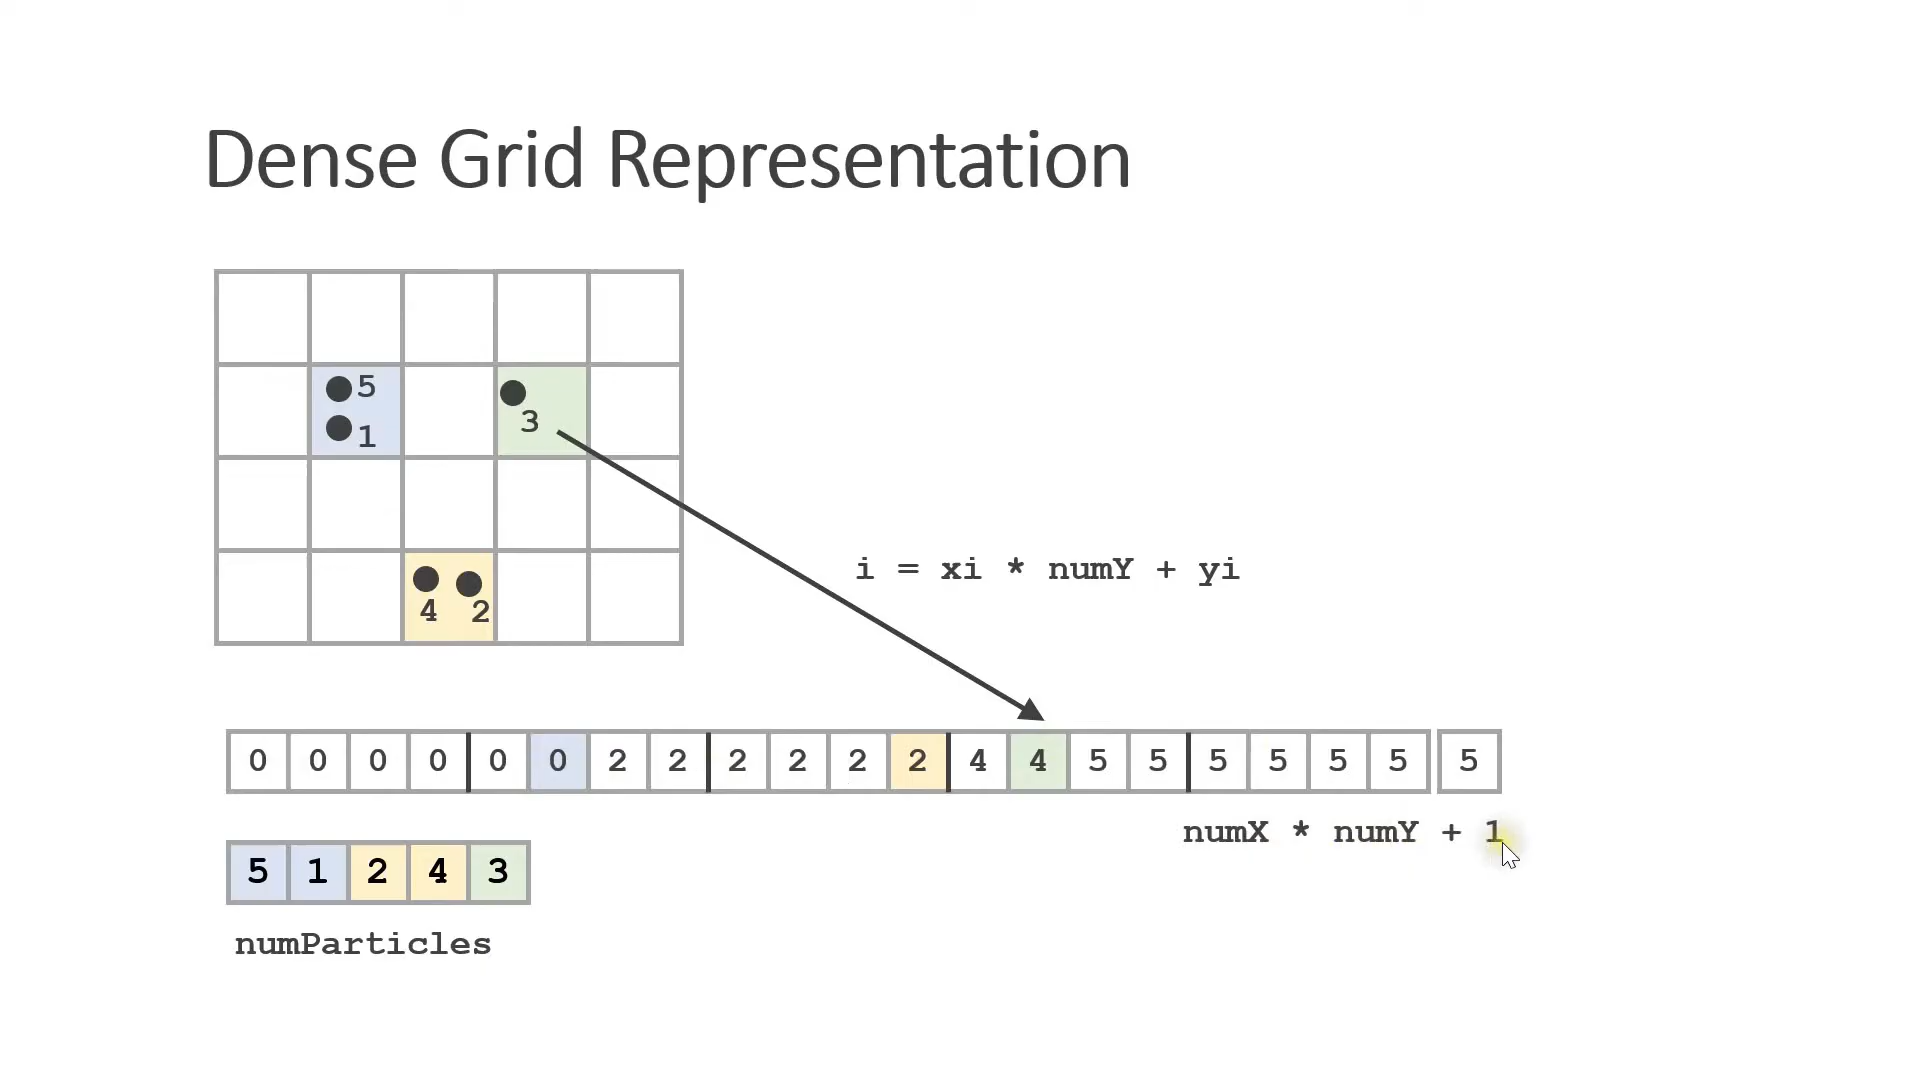 Dense Grid Representation
5
1
3
4 2
i = xi * numY + yi
0 0 0 0 0 0 2 2 2 2 2 2 4 4 5 5 5 5 5 5 5
numX * numY + 1
5 1 2 4 3
numParticles